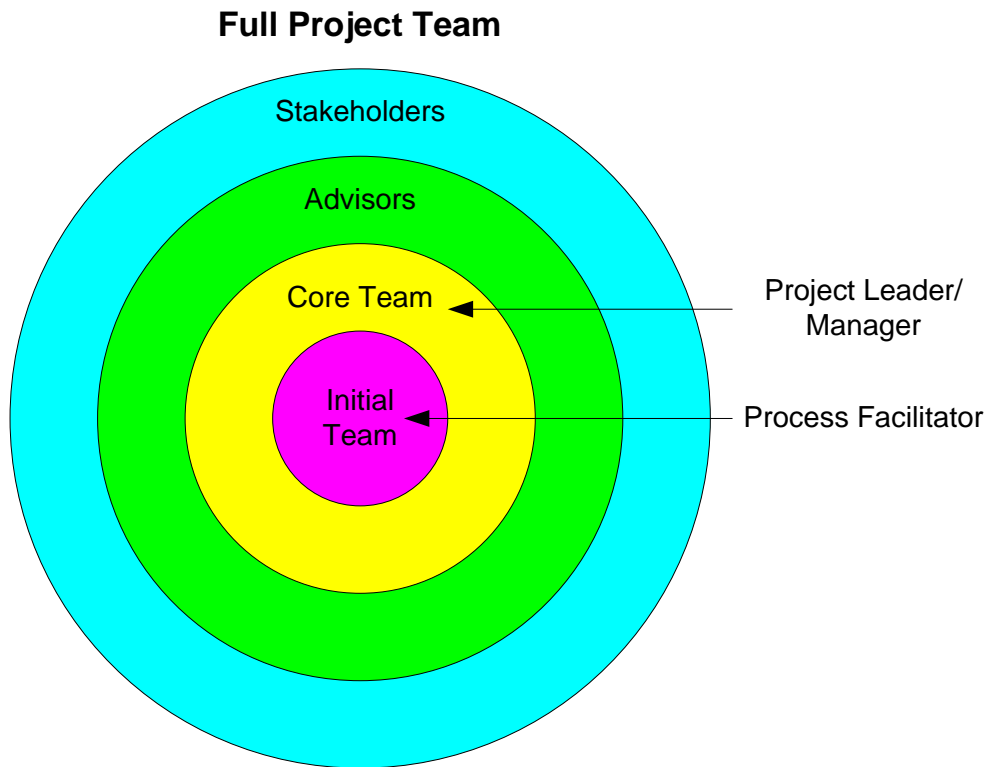 Full Project Team
Stakeholders
Advisors
Core Team
Project Leader/
Manager
Initial
Team
Process Facilitator